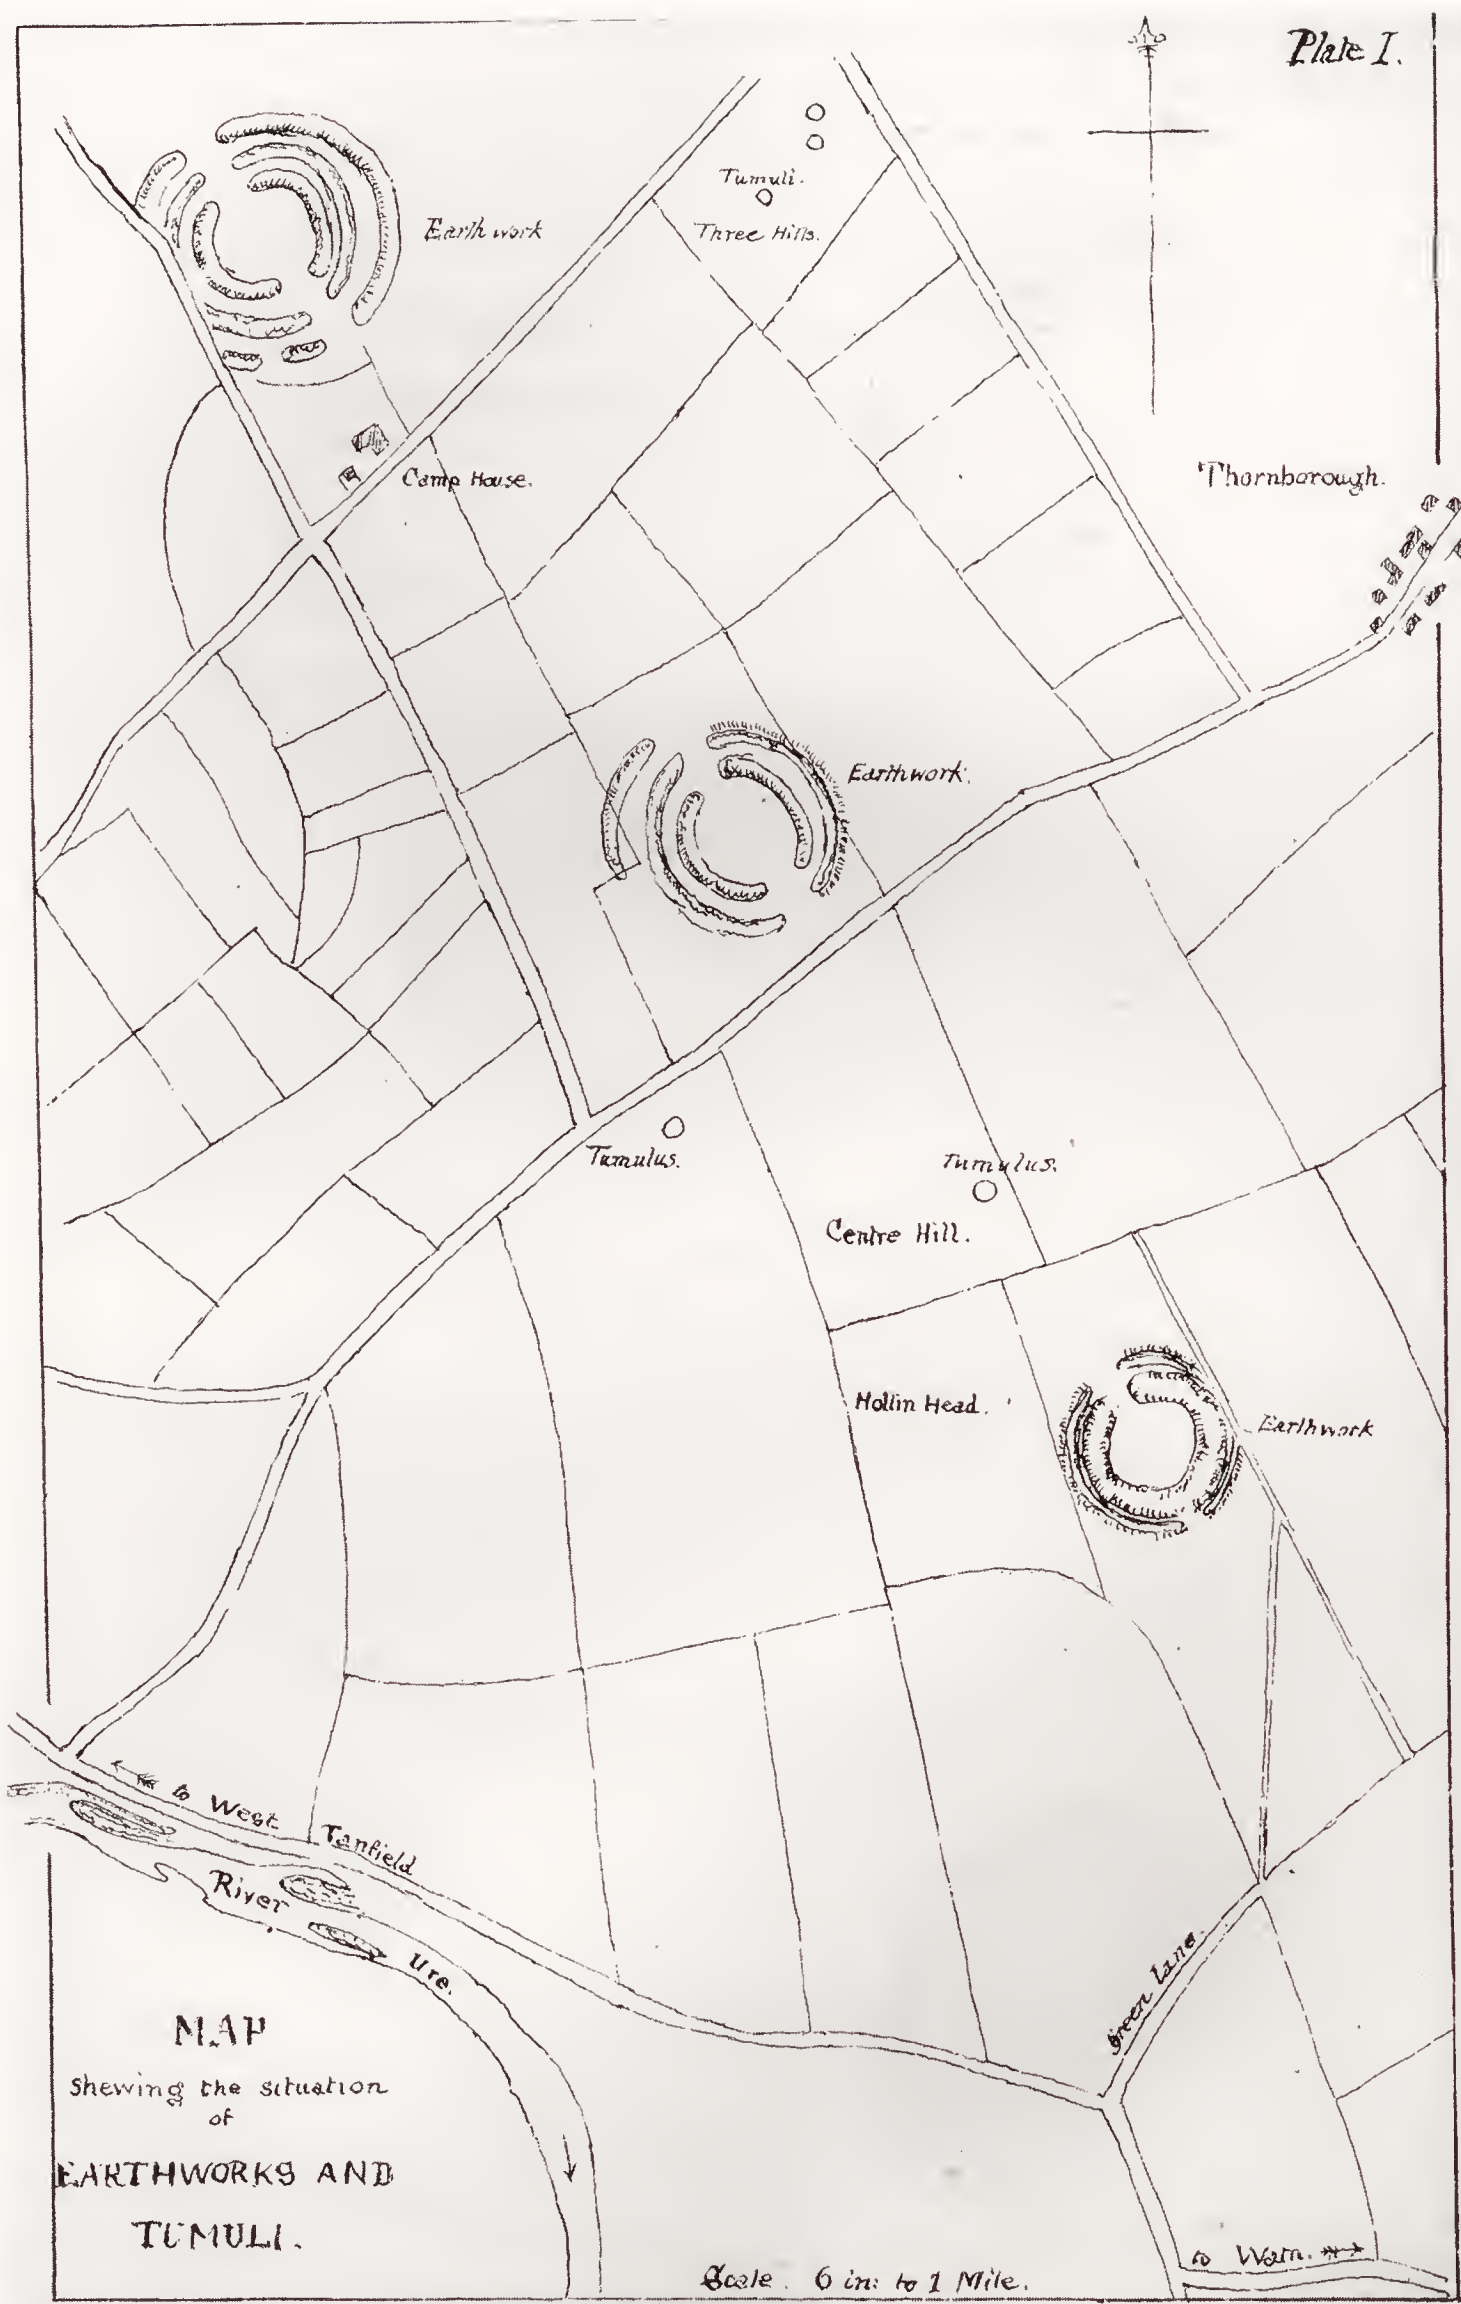 Plate I.
Tumuli.
Three Hills.
Earthwork
Camp House.
Thornborough.
Earthwork.
Tumulus.
Tumulus.
Centre Hill.
Hollin Head.
Earthwork
to West Tanfield
River Ure.
Green Lane.
MAP
shewing the situation
of
EARTHWORKS AND
TUMULI.
Scale. 6 in: to 1 Mile.
to Wath.